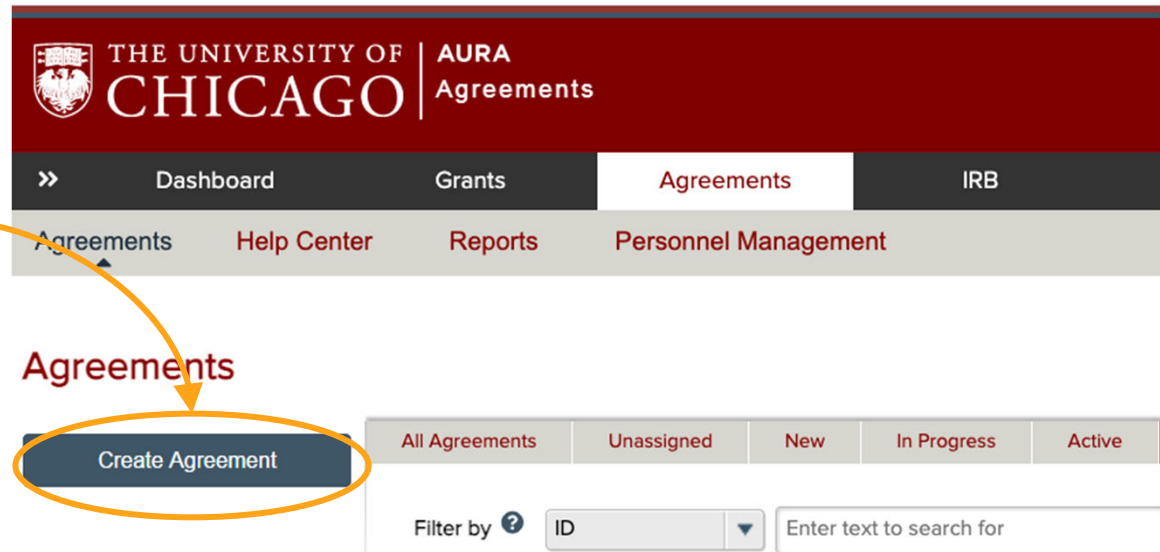 THE UNIVERSITY OF
CHICAGO
AURA
Agreements
Dashboard Grants Agreements IRB
Agreements Help Center Reports Personnel Management
Agreements
Create Agreement
All Agreements Unassigned New In Progress Active
Filter by ? ID Enter text to search for